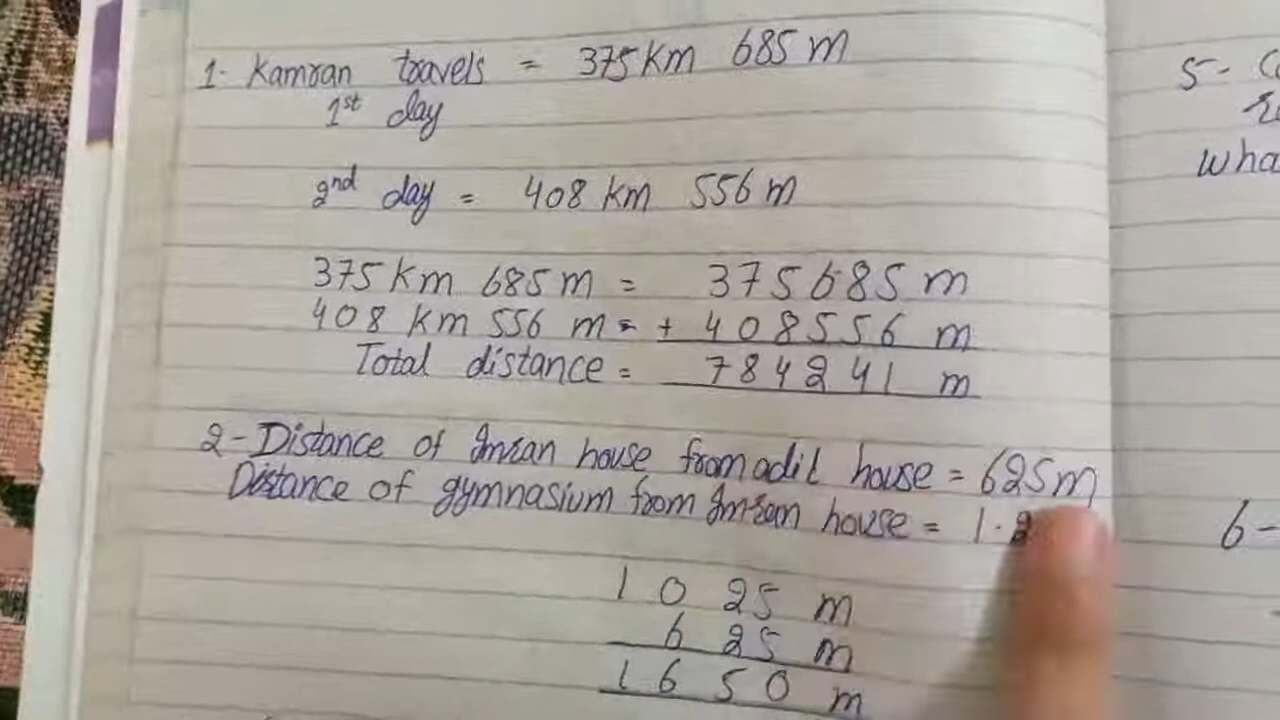 1- Kamran travels = 375 km 685 m
1st day
2nd day = 408 km 556 m
375 km 685 m = 375685 m
408 km 556 m = + 408556 m
Total distance = 784241 m
2- Distance of Imran house from adil house = 625 m
Distance of gymnasium from Imran house = 1.2
1025 m
625 m
1650 m
5-
wha
6-